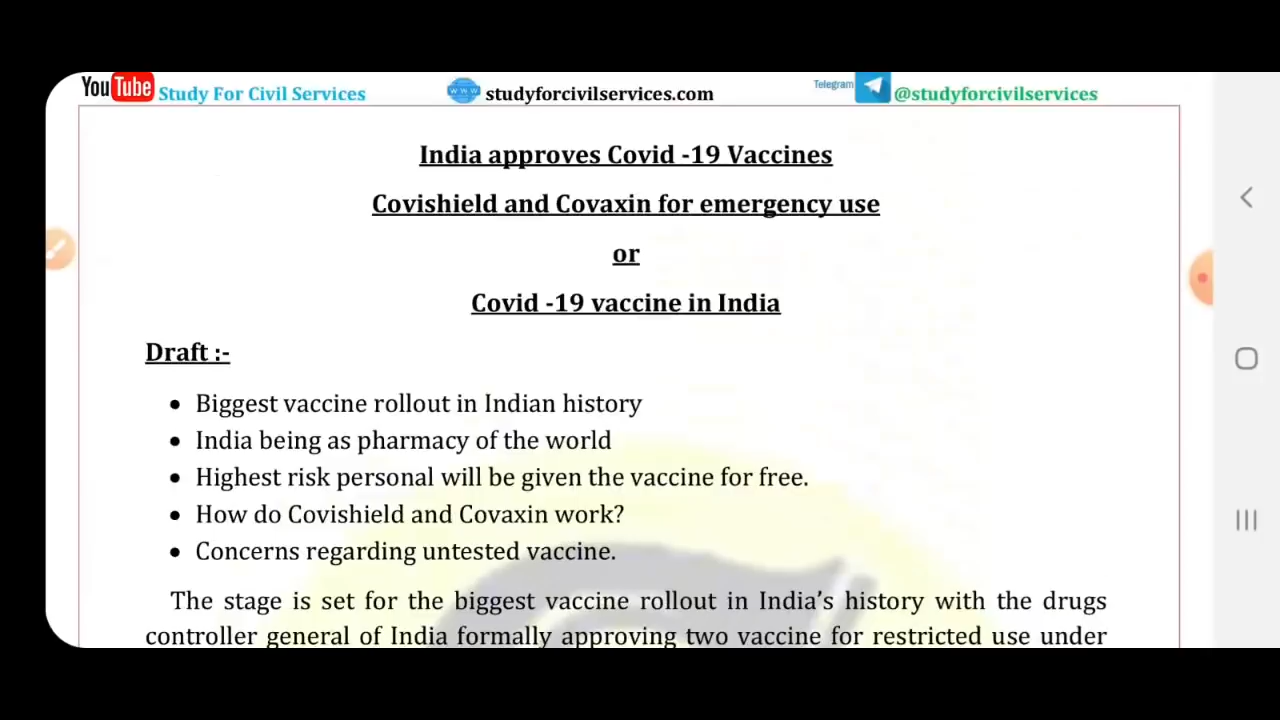 YouTube Study For Civil Services www studyforcivilservices.com Telegram @studyforcivilservices
India approves Covid -19 Vaccines
Covishield and Covaxin for emergency use
or
Covid -19 vaccine in India
Draft :-
• Biggest vaccine rollout in Indian history
• India being as pharmacy of the world
• Highest risk personal will be given the vaccine for free.
• How do Covishield and Covaxin work?
• Concerns regarding untested vaccine.
The stage is set for the biggest vaccine rollout in India's history with the drugs
controller general of India formally approving two vaccine for restricted use under